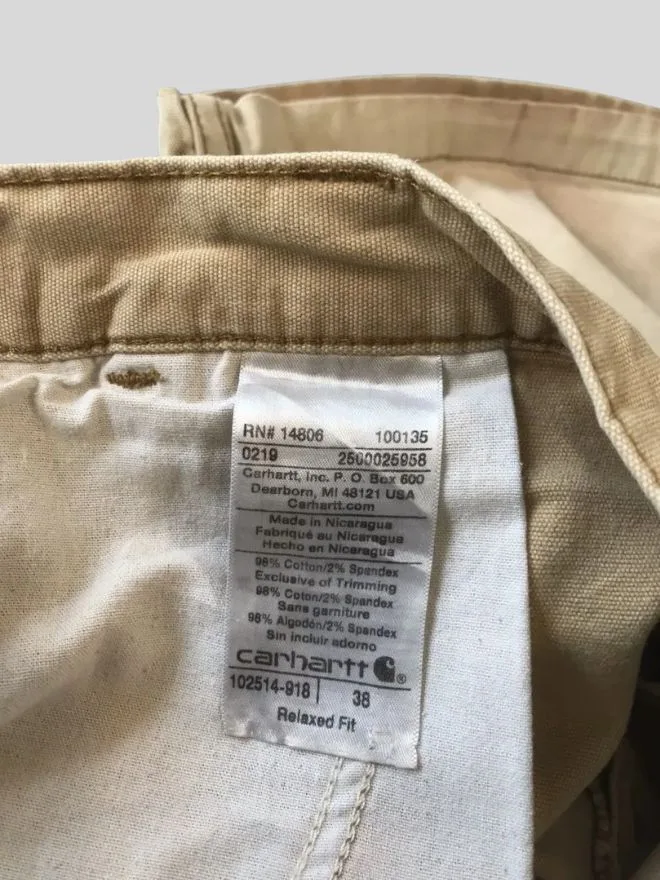 RN# 14806 100135
0219 2500025958
Carhartt, Inc. P. O. Box 600
Dearborn, MI 48121 USA
Carhartt.com
Made in Nicaragua
Fabriqué au Nicaragua
Hecho en Nicaragua
98% Cotton/2% Spandex
Exclusive of Trimming
98% Coton/2% Spandex
Sans garniture
98% Algodón/2% Spandex
Sin incluir adorno
carhartt ®
102514-918 | 38
Relaxed Fit